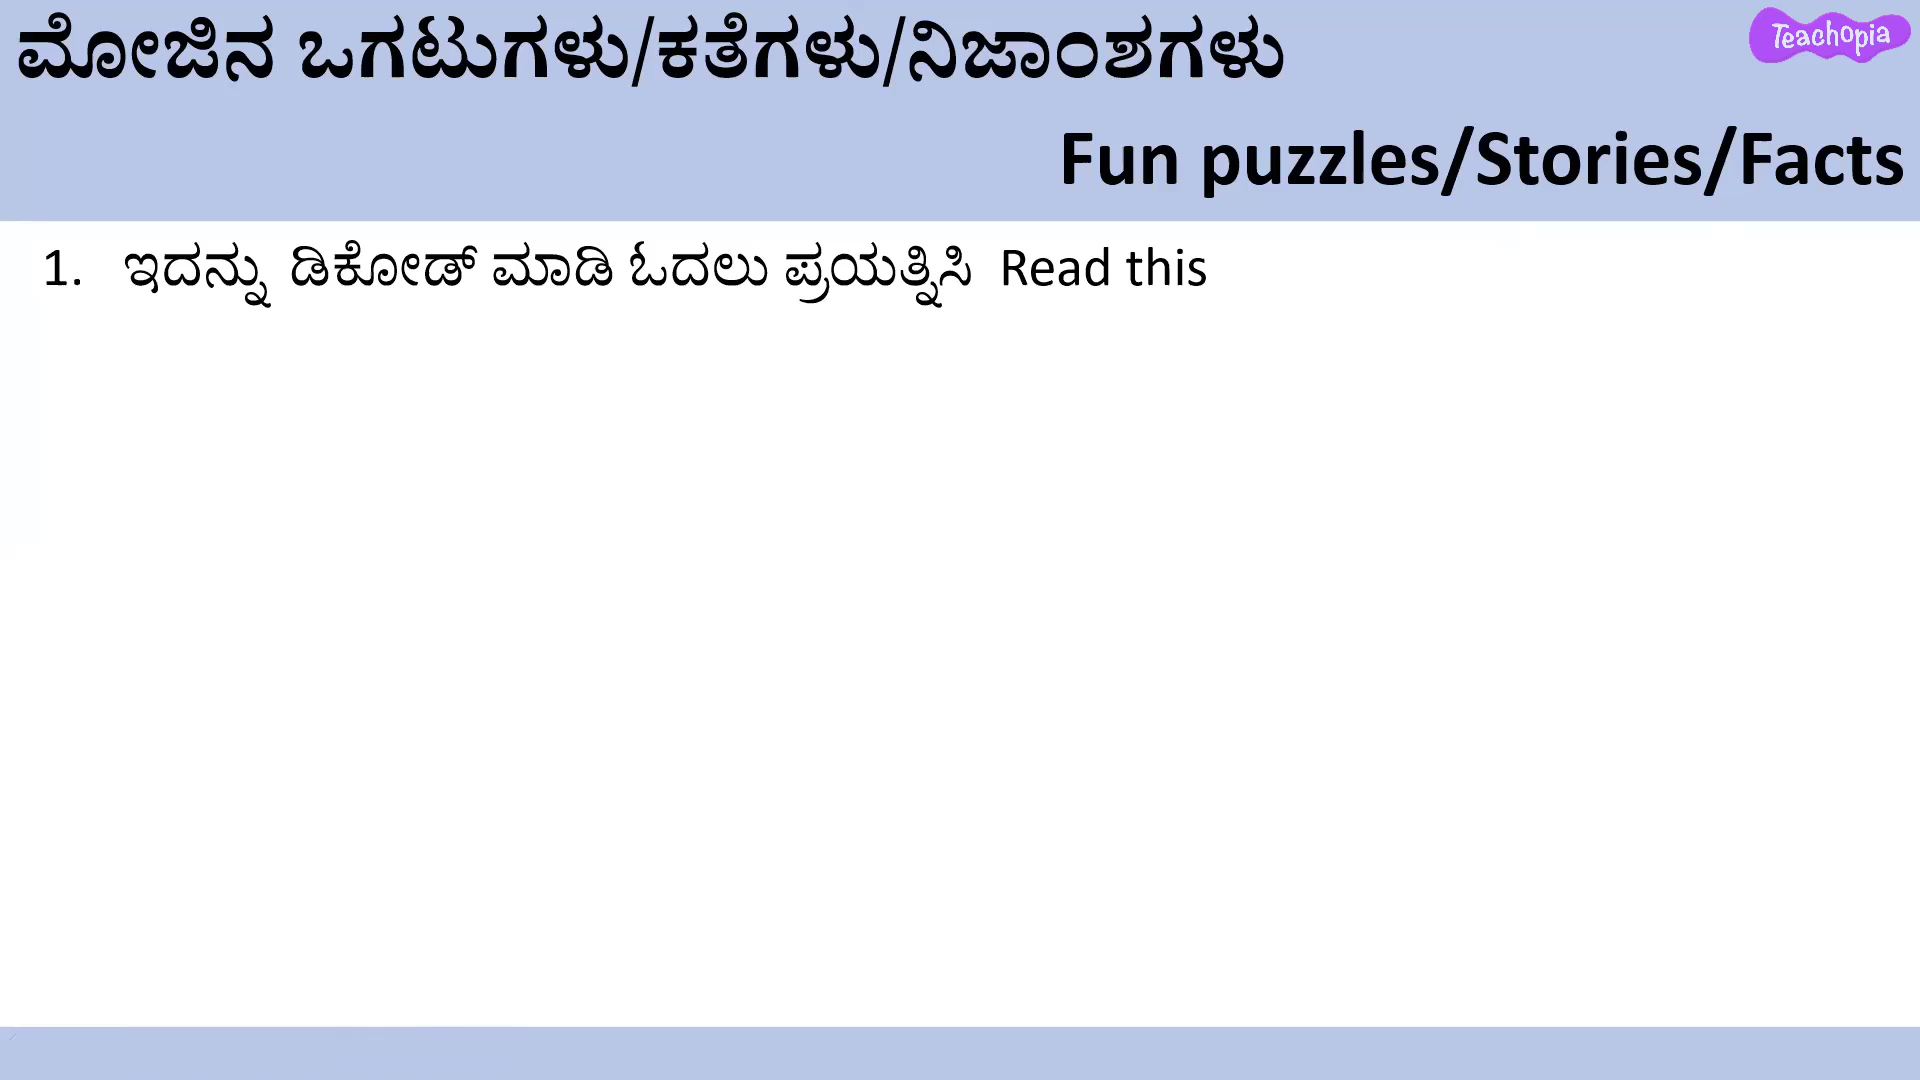 ಮೋಜಿನ ಒಗಟುಗಳು/ಕತೆಗಳು/ನಿಜಾಂಶಗಳು
Teachopia
Fun puzzles/Stories/Facts
1. ಇದನ್ನು ಡಿಕೋಡ್ ಮಾಡಿ ಓದಲು ಪ್ರಯತ್ನಿಸಿ Read this